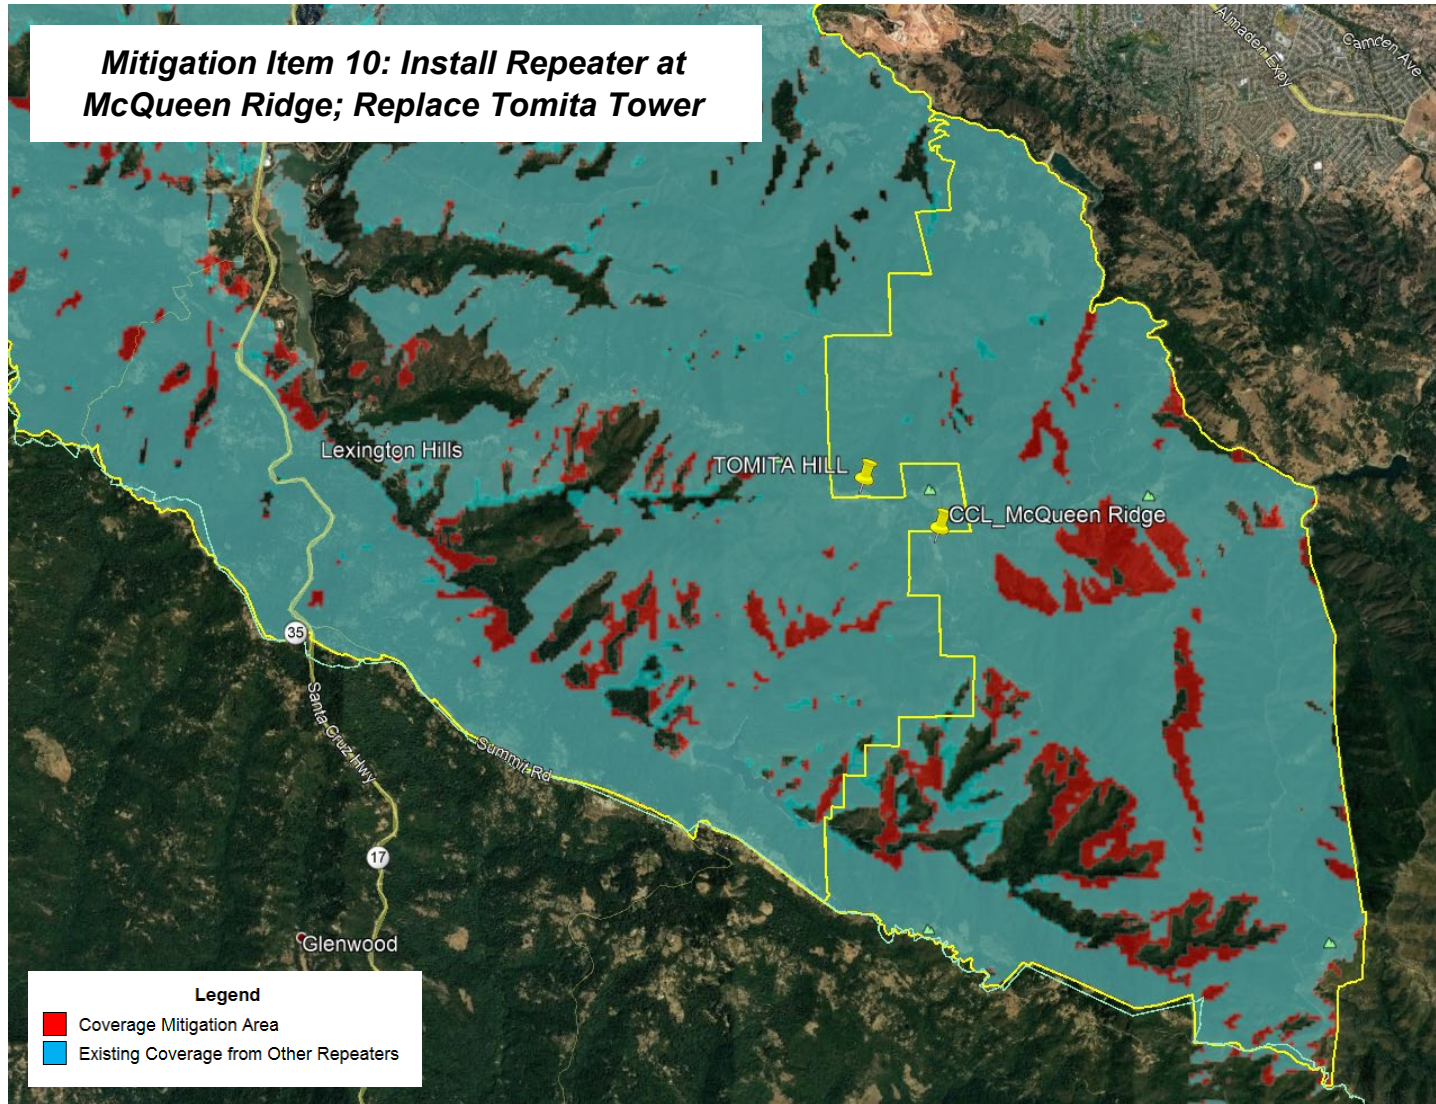 Mitigation Item 10: Install Repeater at
McQueen Ridge; Replace Tomita Tower
Almaden Expy
Camden Ave
Lexington Hills
TOMITA HILL
CCL_McQueen Ridge
35
Santa Cruz Hwy
Summit Rd
17
Glenwood
Legend
Coverage Mitigation Area
Existing Coverage from Other Repeaters